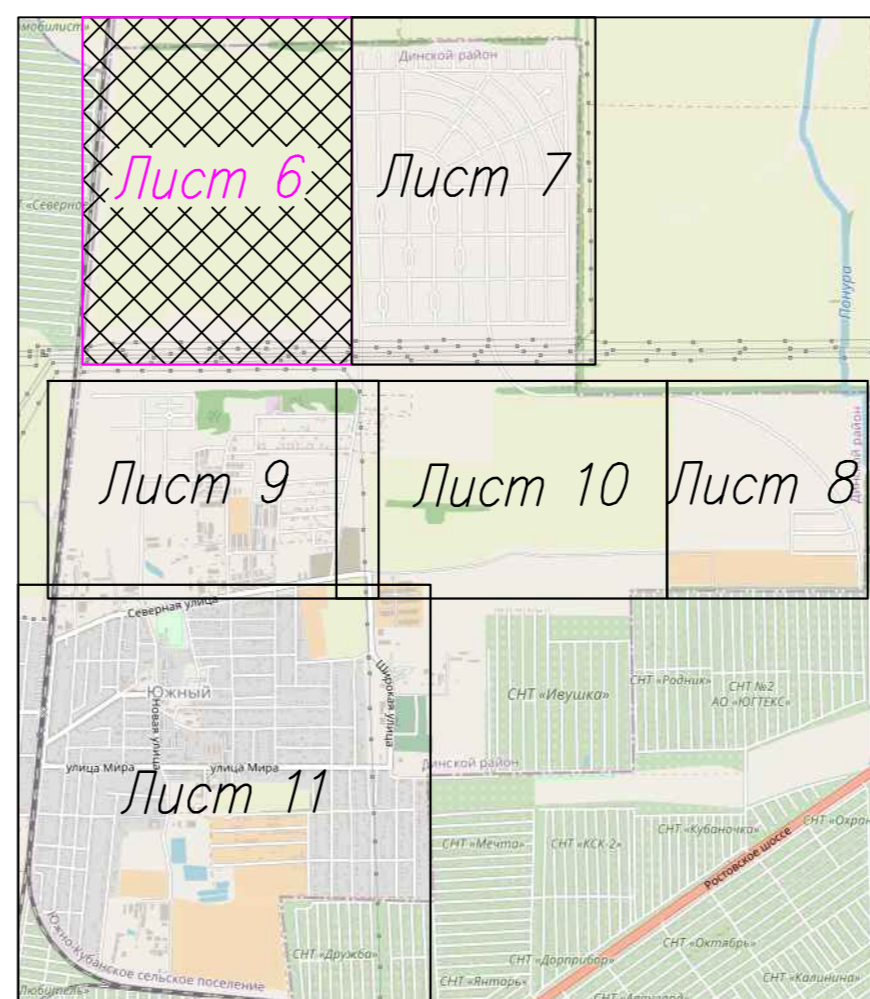 мобилист»
Динской район
Лист 6
Лист 7
«Северное
Понура
Лист 9
Лист 10
Лист 8
Динской район
Северная улица
Широкая улица
Южный
Новая улица
СНТ «Ивушка»
СНТ «Родник»
СНТ №2
АО «ЮГТЕКС»
улица Мира
улица Мира
Динской район
Лист 11
СНТ «Мечта»
СНТ «КСК-2»
СНТ «Кубаночка»
СНТ «Охран
Ростовское шоссе
Южно-Кубанское сельское поселение
СНТ «Дружба»
СНТ «Дорприбор»
СНТ «Октябрь»
СНТ «Янтарь»
СНТ «Калинина»
Любитель»